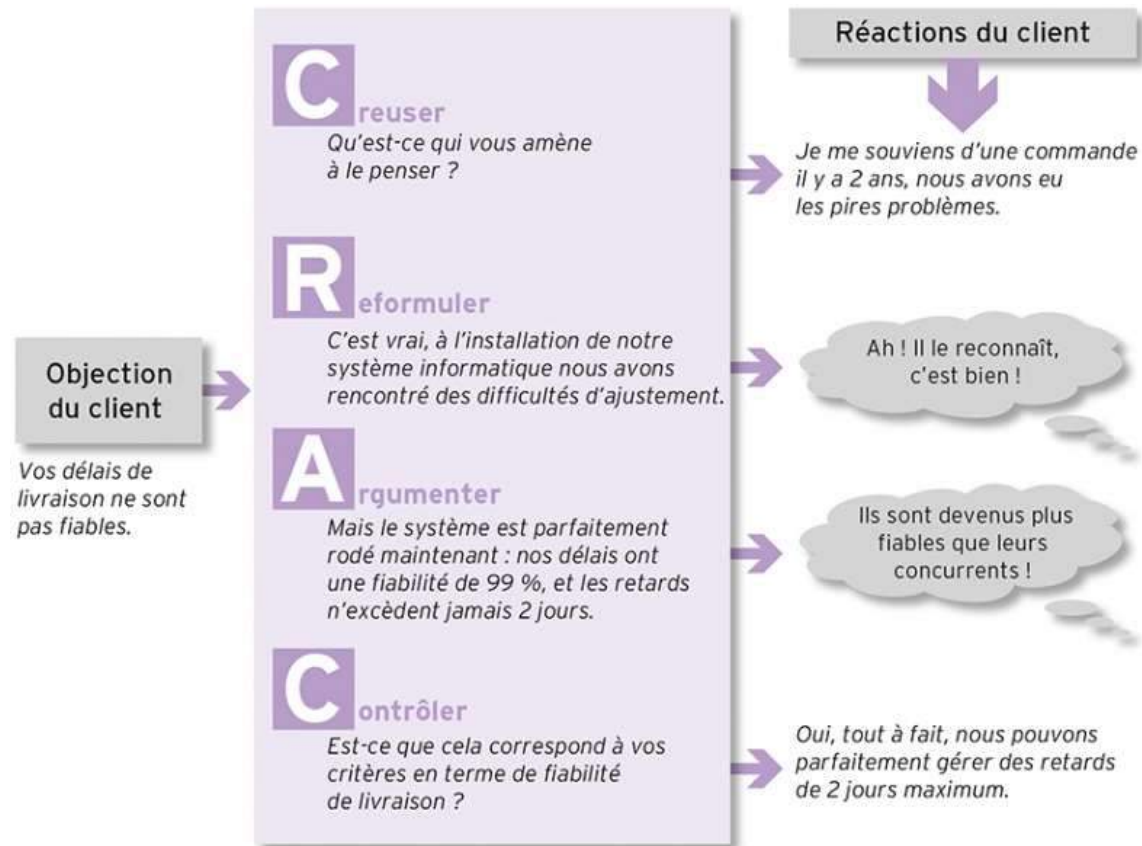 Objection
du client
Vos délais de
livraison ne sont
pas fiables.
Creuser
Qu'est-ce qui vous amène
à le penser ?
Reformuler
C'est vrai, à l'installation de notre
système informatique nous avons
rencontré des difficultés d'ajustement.
Argumenter
Mais le système est parfaitement
rodé maintenant : nos délais ont
une fiabilité de 99 %, et les retards
n'excèdent jamais 2 jours.
Contrôler
Est-ce que cela correspond à vos
critères en terme de fiabilité
de livraison ?
Réactions du client
Je me souviens d'une commande
il y a 2 ans, nous avons eu
les pires problèmes.
Ah ! Il le reconnaît,
c'est bien !
Ils sont devenus plus
fiables que leurs
concurrents !
Oui, tout à fait, nous pouvons
parfaitement gérer des retards
de 2 jours maximum.